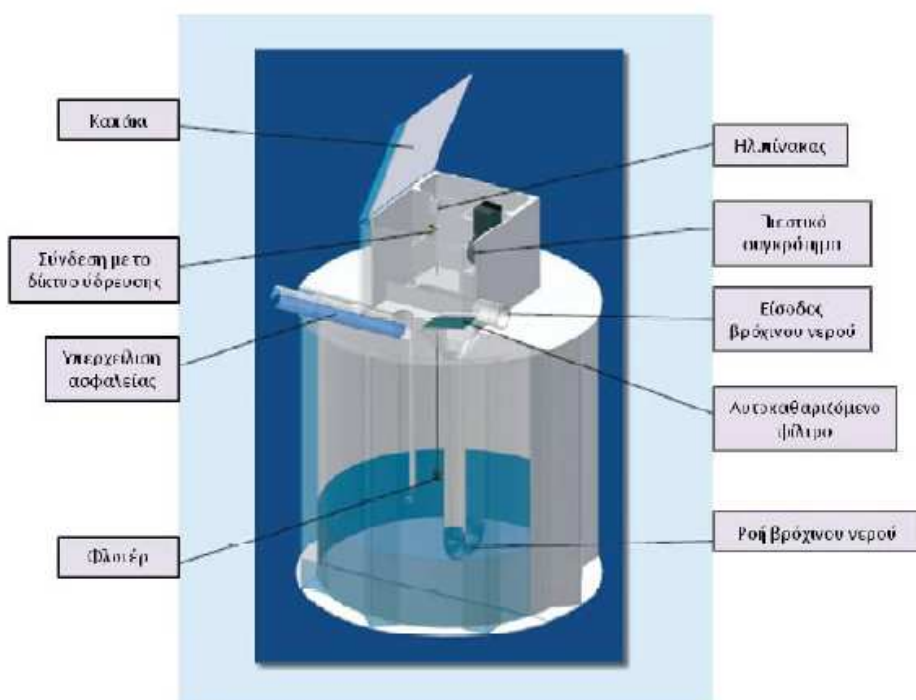 Καπάκι
Σύνδεση με το
δίκτυο ύδρευσης
Υπερχείλιση
ασφαλείας
Φλοτέρ
Ηλ.πίνακας
Πιεστικό
συγκρότημα
Είσοδος
βρόχινου νερού
Αυτοκαθαριζόμενο
φίλτρο
Ροή βρόχινου νερού